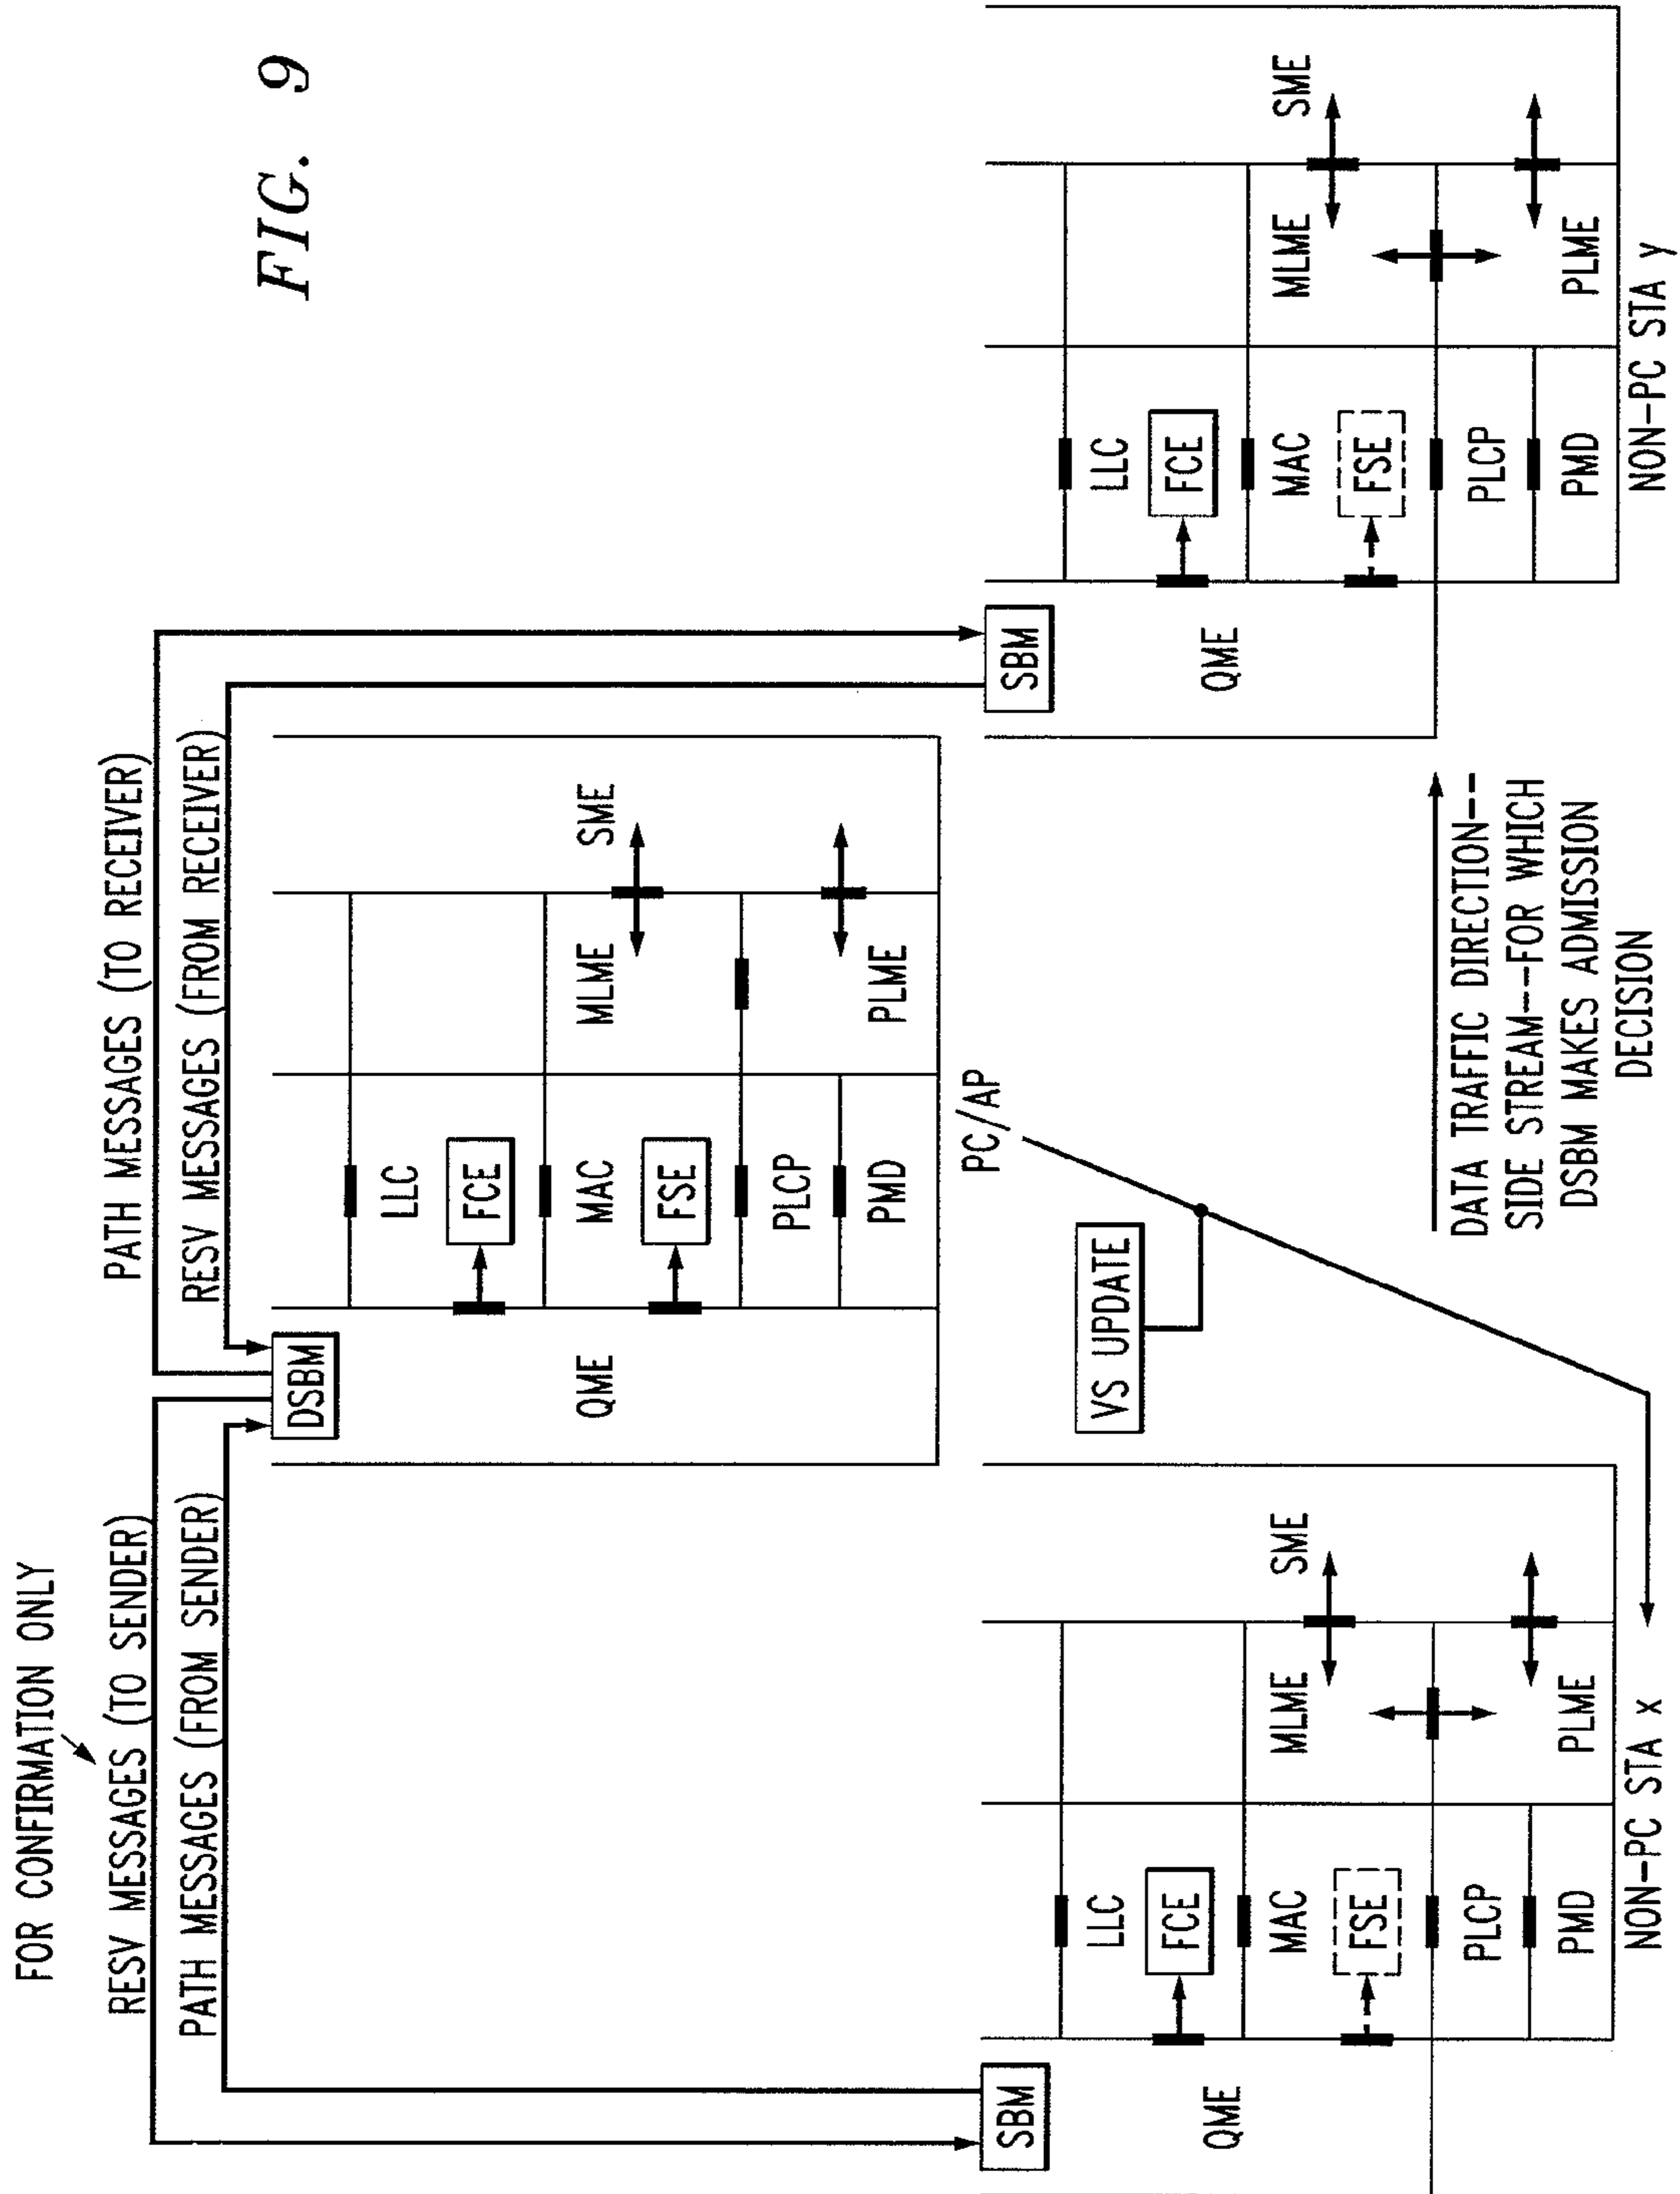 FIG. 9
FOR CONFIRMATION ONLY
RESV MESSAGES (TO SENDER)
PATH MESSAGES (FROM SENDER)
PATH MESSAGES (TO RECEIVER)
RESV MESSAGES (FROM RECEIVER)
DSBM
QME
LLC
FCE
MAC
FSE
PLCP
PMD
MLME
SME
PLME
PC/AP
VS UPDATE
SBM
QME
LLC
FCE
MAC
FSE
PLCP
PMD
MLME
SME
PLME
NON-PC STA x
DATA TRAFFIC DIRECTION--
SIDE STREAM--FOR WHICH
DSBM MAKES ADMISSION
DECISION
SBM
QME
LLC
FCE
MAC
FSE
PLCP
PMD
MLME
SME
PLME
NON-PC STA y